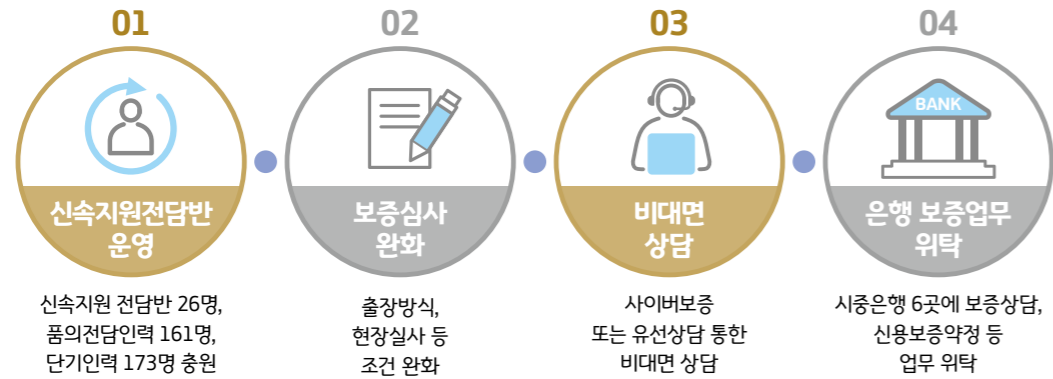 01
신속지원전담반
운영
신속지원 전담반 26명,
품의전담인력 161명,
단기인력 173명 충원
02
보증심사
완화
출장방식,
현장실사 등
조건 완화
03
비대면
상담
사이버보증
또는 유선상담 통한
비대면 상담
04
BANK
은행 보증업무
위탁
시중은행 6곳에 보증상담,
신용보증약정 등
업무 위탁